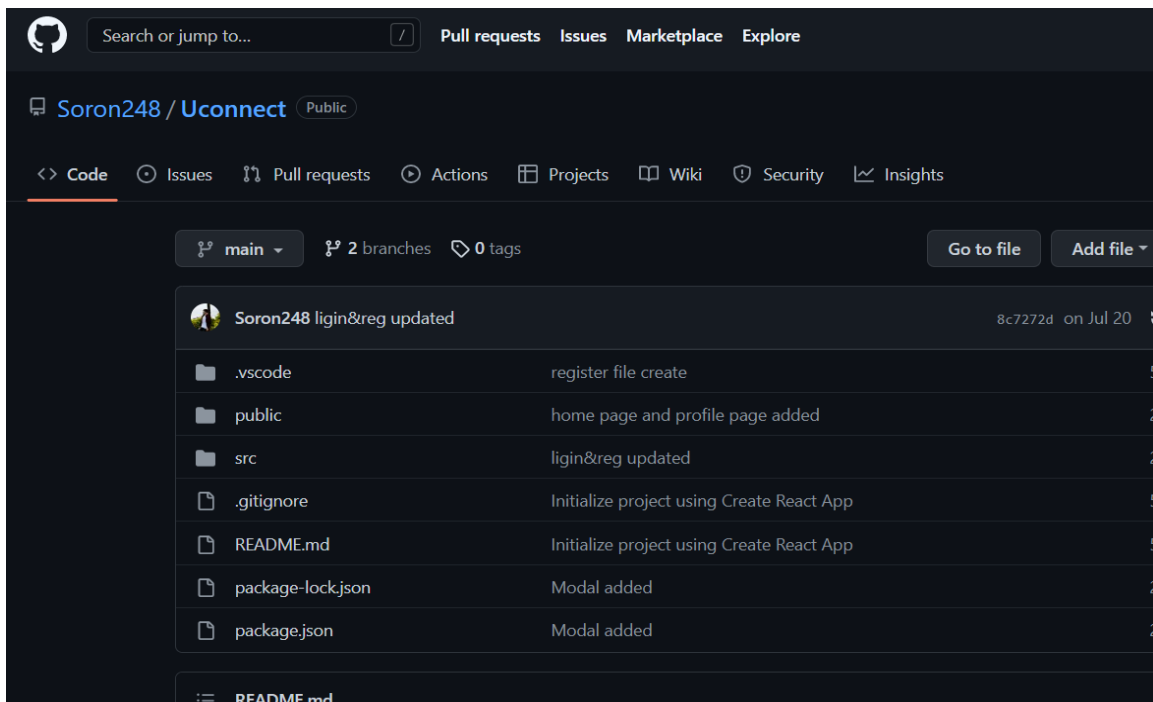 Search or jump to... / Pull requests Issues Marketplace Explore
Soron248 / Uconnect Public
Code Issues Pull requests Actions Projects Wiki Security Insights
main 2 branches 0 tags Go to file Add file
Soron248 ligin&reg updated 8c7272d on Jul 20
.vscode register file create
public home page and profile page added
src ligin&reg updated
.gitignore Initialize project using Create React App
README.md Initialize project using Create React App
package-lock.json Modal added
package.json Modal added
README.md